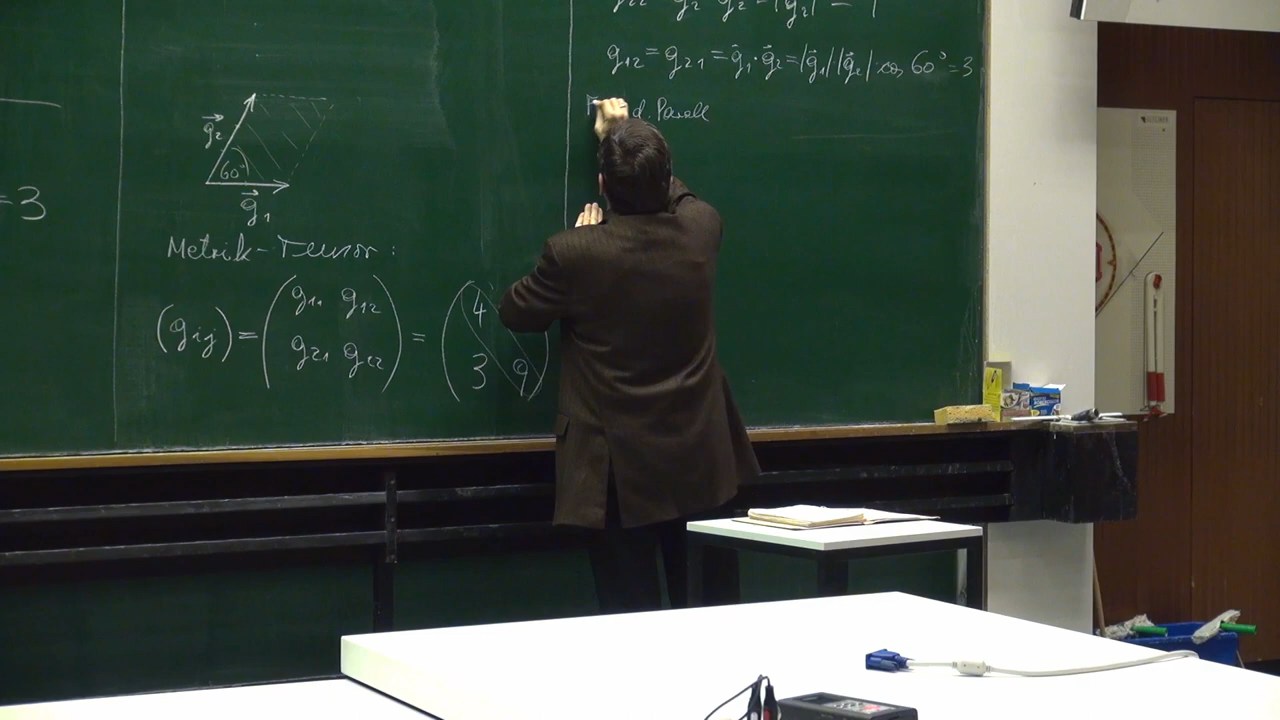 =3
g⃗₂
60°
g⃗₁
Metrik-Tensor:
(gᵢⱼ) = (g₁₁ g₁₂
g₂₁ g₂₂) = (4
3 9)
g₁₂ = g₂₁ = g⃗₁ · g⃗₂ = |g⃗₁| |g⃗₂| cos 60° = 3
d. Parall